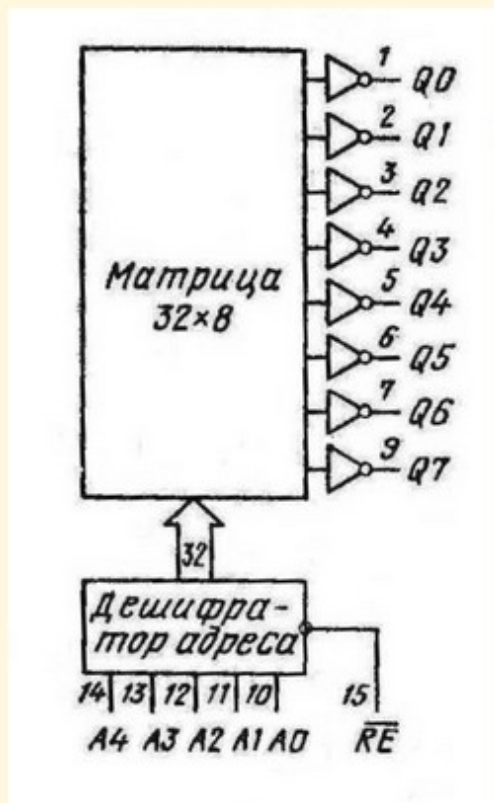 1 Q0
2 Q1
3 Q2
4 Q3
Матрица
32×8
5 Q4
6 Q5
7 Q6
9 Q7
32
Дешифра-
тор адреса
14 13 12 11 10 15
A4 A3 A2 A1 A0 R̅E̅